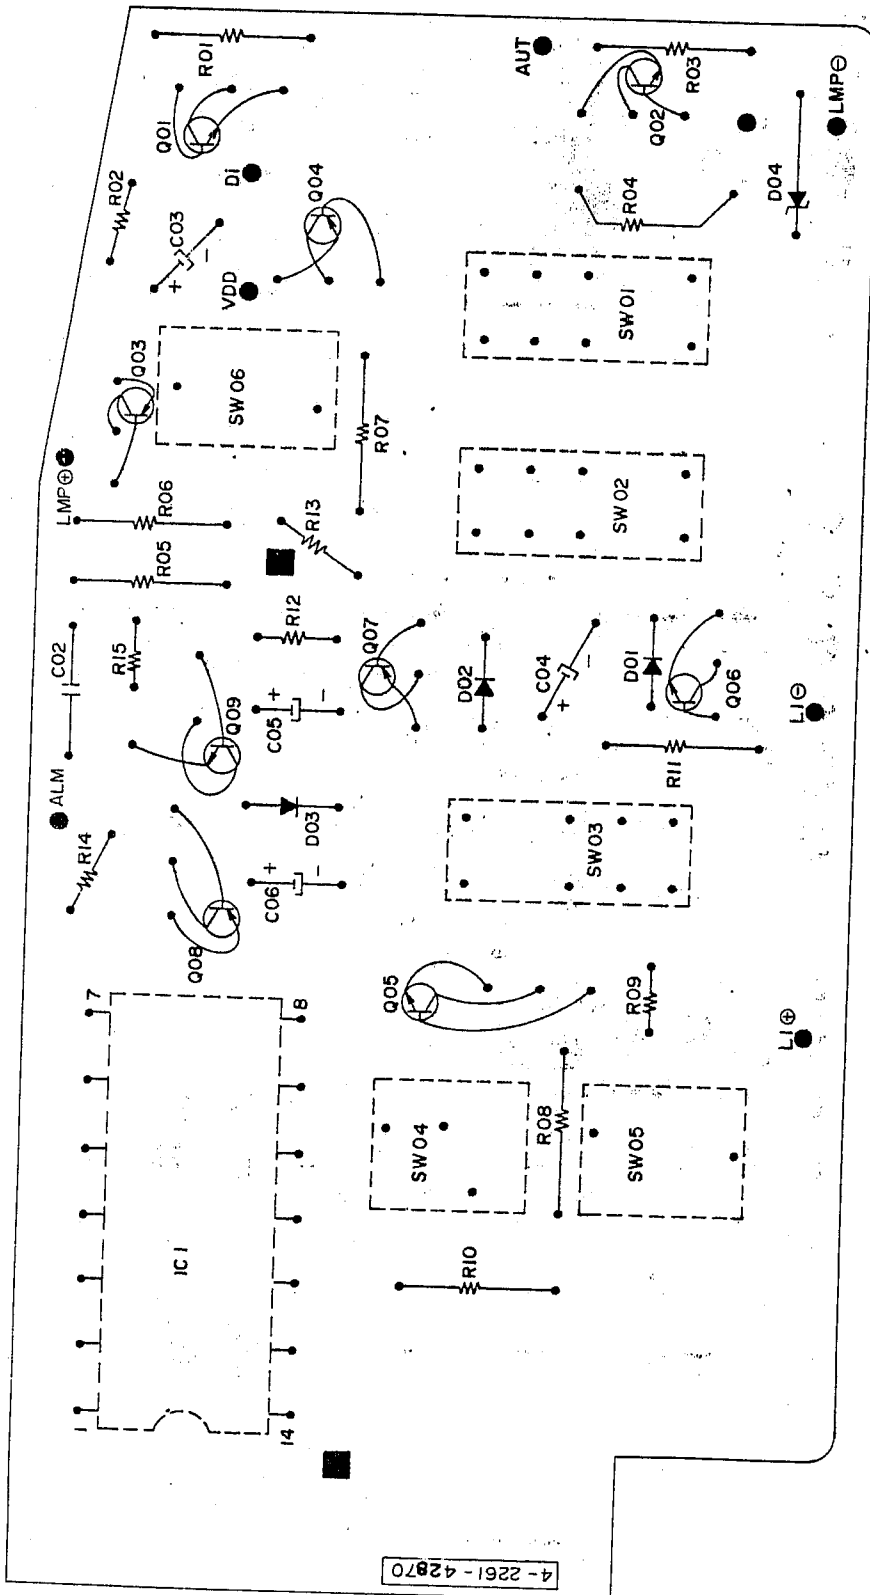 R01
AUT
R03
LMP⊖
Q01
Q02
Di
R02
Q04
R04
D04
C03
+
−
VDD
SW01
Q03
SW06
R07
LMP⊕
SW02
R06
R13
R05
R12
C02
R15
Q07
D02
C04
+
−
D01
Q06
Q09
C05
+
−
LI⊖
R11
ALM
D03
SW03
R14
C06
+
−
Q08
Q05
R09
7
8
LI⊕
SW04
R08
SW05
IC1
R10
1
14
4-2261-42870